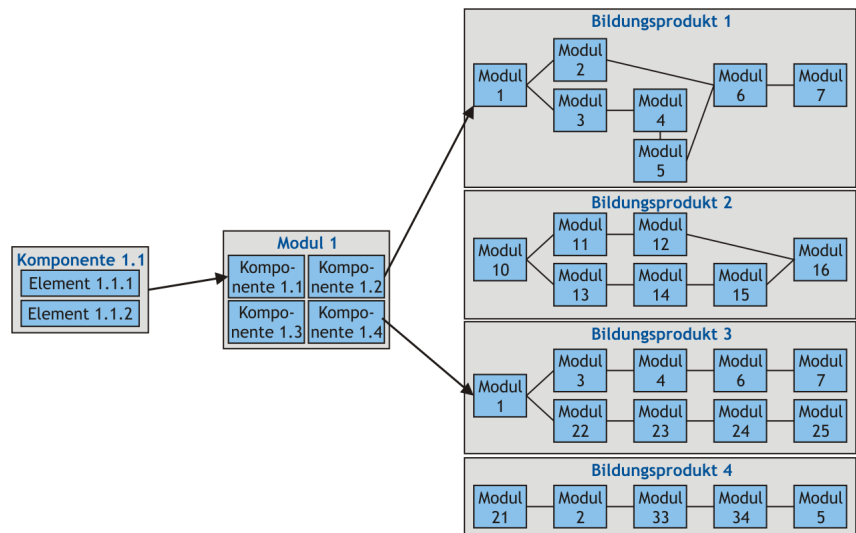 Komponente 1.1
Element 1.1.1
Element 1.1.2
Modul 1
Kompo-
nente 1.1
Kompo-
nente 1.2
Kompo-
nente 1.3
Kompo-
nente 1.4
Bildungsprodukt 1
Modul
1
Modul
2
Modul
3
Modul
4
Modul
5
Modul
6
Modul
7
Bildungsprodukt 2
Modul
10
Modul
11
Modul
12
Modul
13
Modul
14
Modul
15
Modul
16
Bildungsprodukt 3
Modul
1
Modul
3
Modul
4
Modul
6
Modul
7
Modul
22
Modul
23
Modul
24
Modul
25
Bildungsprodukt 4
Modul
21
Modul
2
Modul
33
Modul
34
Modul
5